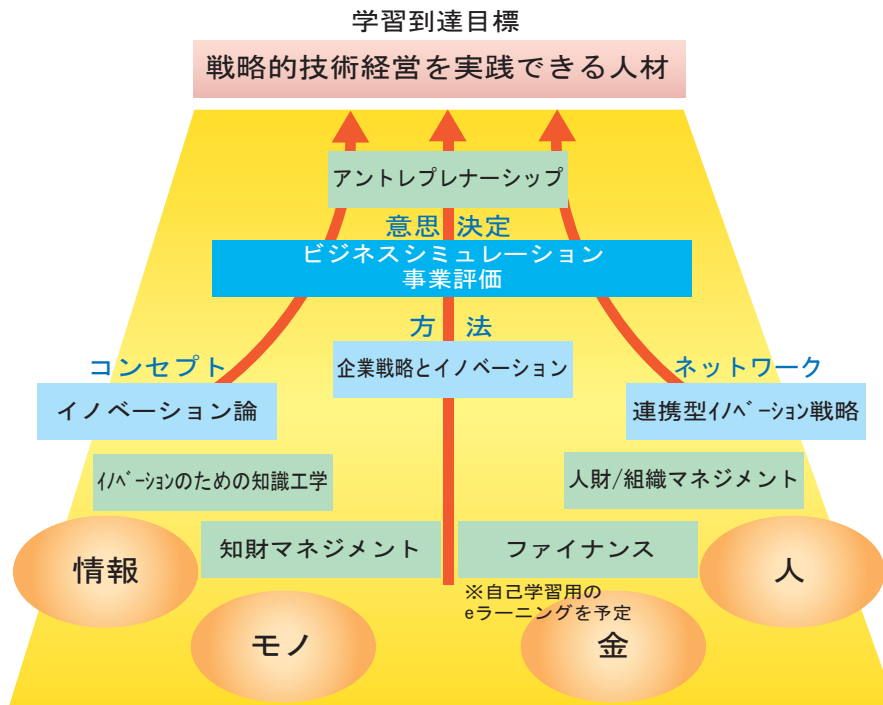 学習到達目標
戦略的技術経営を実践できる人材
アントレプレナーシップ
意思決定
ビジネスシミュレーション
事業評価
方法
コンセプト
企業戦略とイノベーション
ネットワーク
イノベーション論
連携型ｲﾉﾍﾞｰｼｮﾝ戦略
ｲﾉﾍﾞｰｼｮﾝのための知識工学
人財/組織マネジメント
知財マネジメント
ファイナンス
情報
人
※自己学習用の
eラーニングを予定
モノ
金